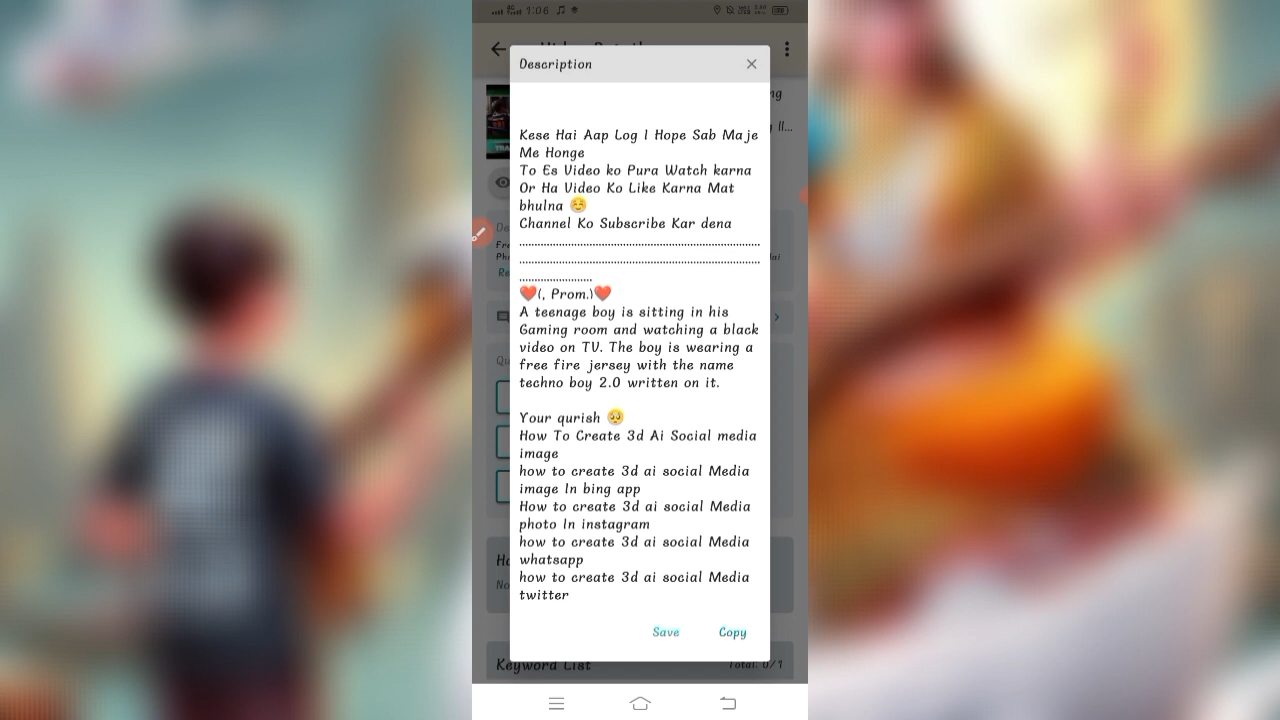 4G
1:06
Description
ng
ll...
Kese Hai Aap Log I Hope Sab Maje
Me Honge
To Es Video ko Pura Watch karna
Or Ha Video Ko Like Karna Mat
bhulna ☺️
Channel Ko Subscribe Kar dena
................................................................................
................................................................................
........................
❤️(, Prom.)❤️
A teenage boy is sitting in his
Gaming room and watching a black
video on TV. The boy is wearing a
free fire jersey with the name
techno boy 2.0 written on it.
Your qurish 🥺
How To Create 3d Ai Social media
image
how to create 3d ai social Media
image In bing app
How to create 3d ai social Media
photo In instagram
how to create 3d ai social Media
whatsapp
how to create 3d ai social Media
twitter
Save Copy
Keyword List Total: 0/1